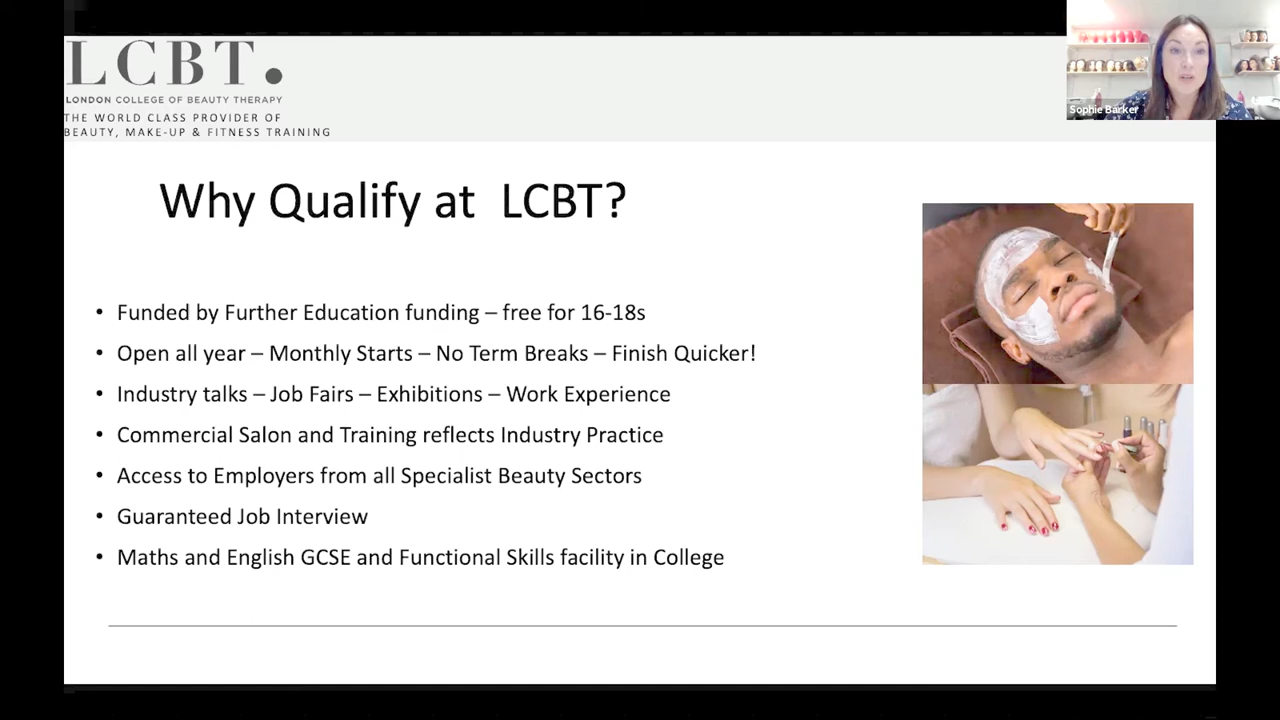 LCBT.
LONDON COLLEGE OF BEAUTY THERAPY
THE WORLD CLASS PROVIDER OF
BEAUTY, MAKE-UP & FITNESS TRAINING
Sophie Barker
Why Qualify at LCBT?
• Funded by Further Education funding – free for 16-18s
• Open all year – Monthly Starts – No Term Breaks – Finish Quicker!
• Industry talks – Job Fairs – Exhibitions – Work Experience
• Commercial Salon and Training reflects Industry Practice
• Access to Employers from all Specialist Beauty Sectors
• Guaranteed Job Interview
• Maths and English GCSE and Functional Skills facility in College